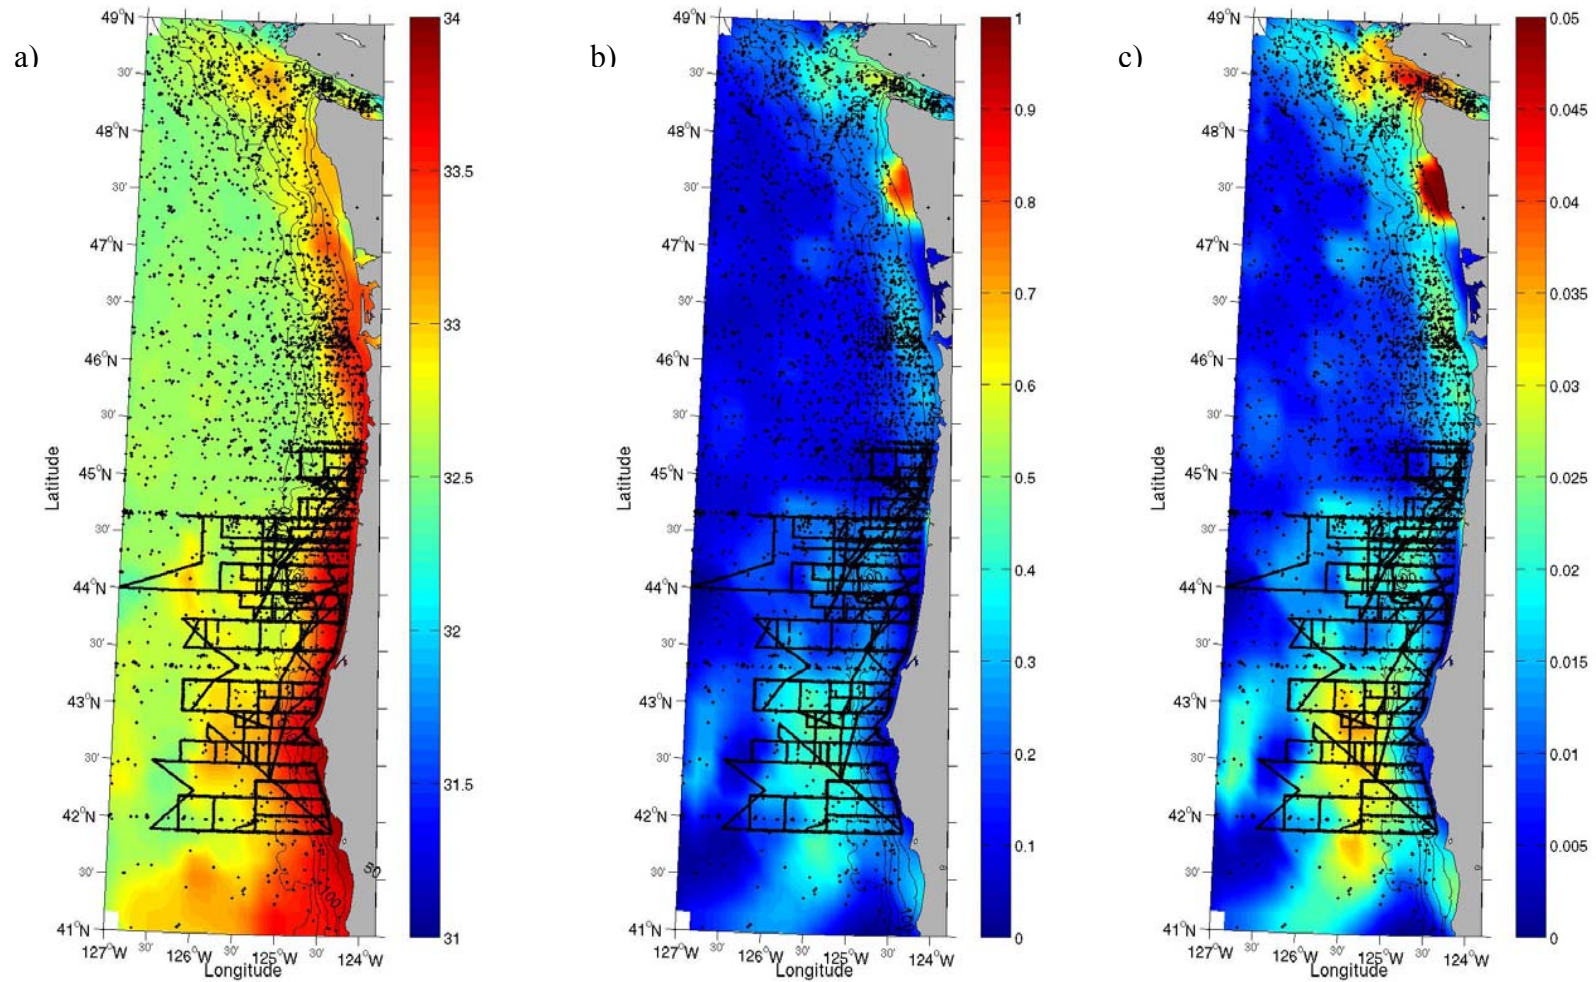 a)
49°N
30'
48°N
30'
47°N
30'
46°N
30'
45°N
30'
44°N
30'
43°N
30'
42°N
30'
41°N
Latitude
127°W 30' 126°W 30' 125°W 30' 124°W
Longitude
50
100
34
33.5
33
32.5
32
31.5
31
b)
49°N
30'
48°N
30'
47°N
30'
46°N
30'
45°N
30'
44°N
30'
43°N
30'
42°N
30'
41°N
Latitude
127°W 30' 126°W 30' 125°W 30' 124°W
Longitude
1
0.9
0.8
0.7
0.6
0.5
0.4
0.3
0.2
0.1
0
c)
49°N
30'
48°N
30'
47°N
30'
46°N
30'
45°N
30'
44°N
30'
43°N
30'
42°N
30'
41°N
Latitude
127°W 30' 126°W 30' 125°W 30' 124°W
Longitude
0.05
0.045
0.04
0.035
0.03
0.025
0.02
0.015
0.01
0.005
0